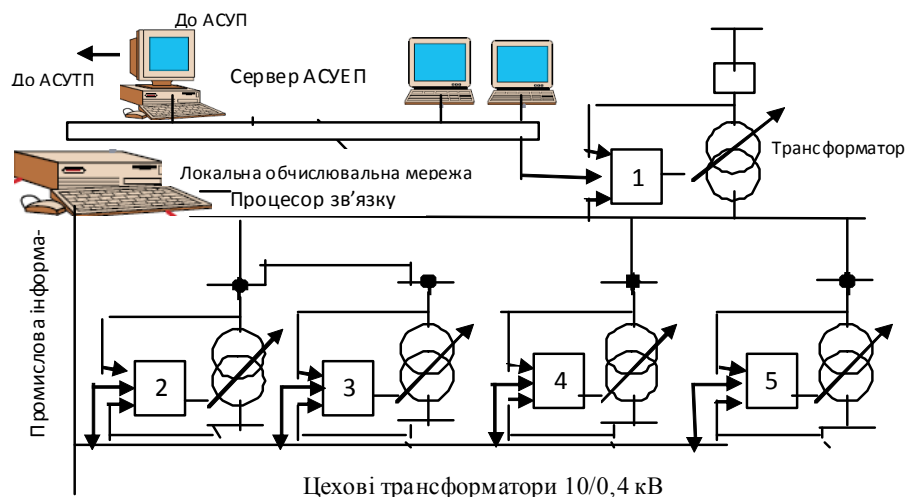 До АСУП
До АСУТП
Сервер АСУЕП
Трансформатор
1
Локальна обчислювальна мережа
Процесор зв’язку
Промислова інформа-
2
3
4
5
Цехові трансформатори 10/0,4 кВ